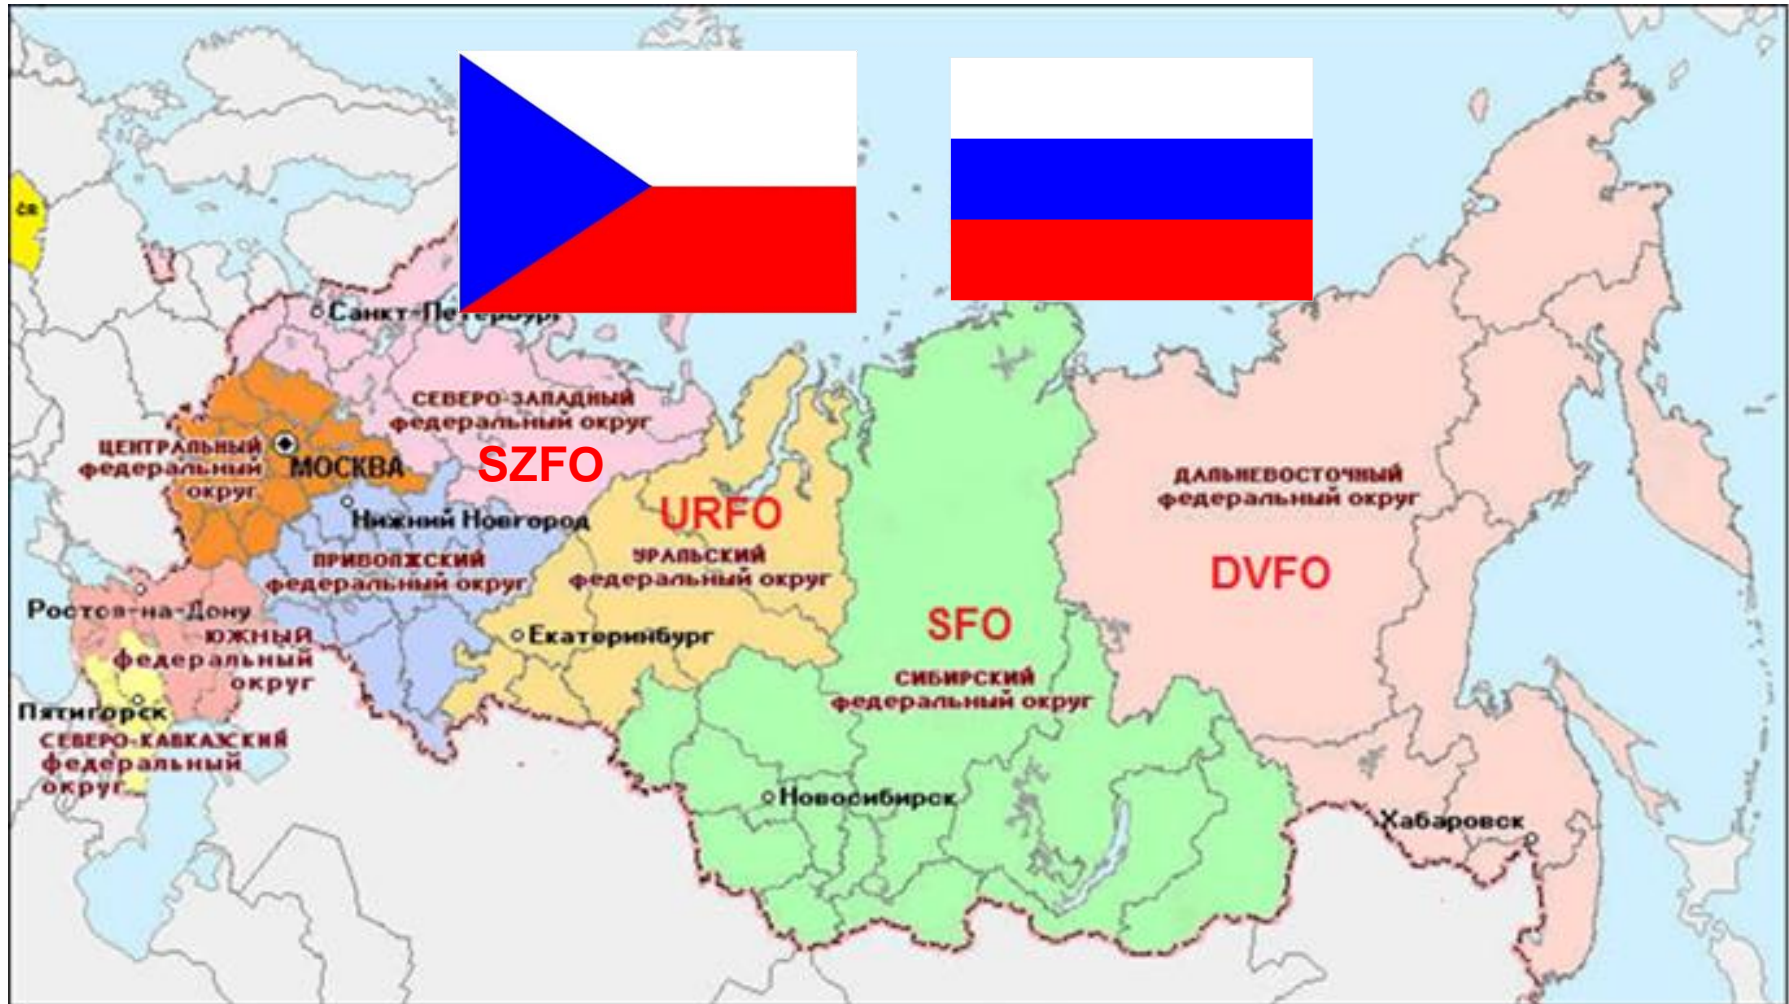 ČR
Санкт-Петербург
СЕВЕРО-ЗАПАДНЫЙ
федеральный округ
SZFO
ЦЕНТРАЛЬНЫЙ
федеральный
округ
МОСКВА
Нижний Новгород
ПРИВОЛЖСКИЙ
федеральный округ
URFO
УРАЛЬСКИЙ
федеральный округ
ДАЛЬНЕВОСТОЧНЫЙ
федеральный округ
DVFO
Ростов-на-Дону
ЮЖНЫЙ
федеральный
округ
Екатеринбург
SFO
СИБИРСКИЙ
федеральный округ
Пятигорск
СЕВЕРО-КАВКАЗСКИЙ
федеральный
округ
Новосибирск
Хабаровск